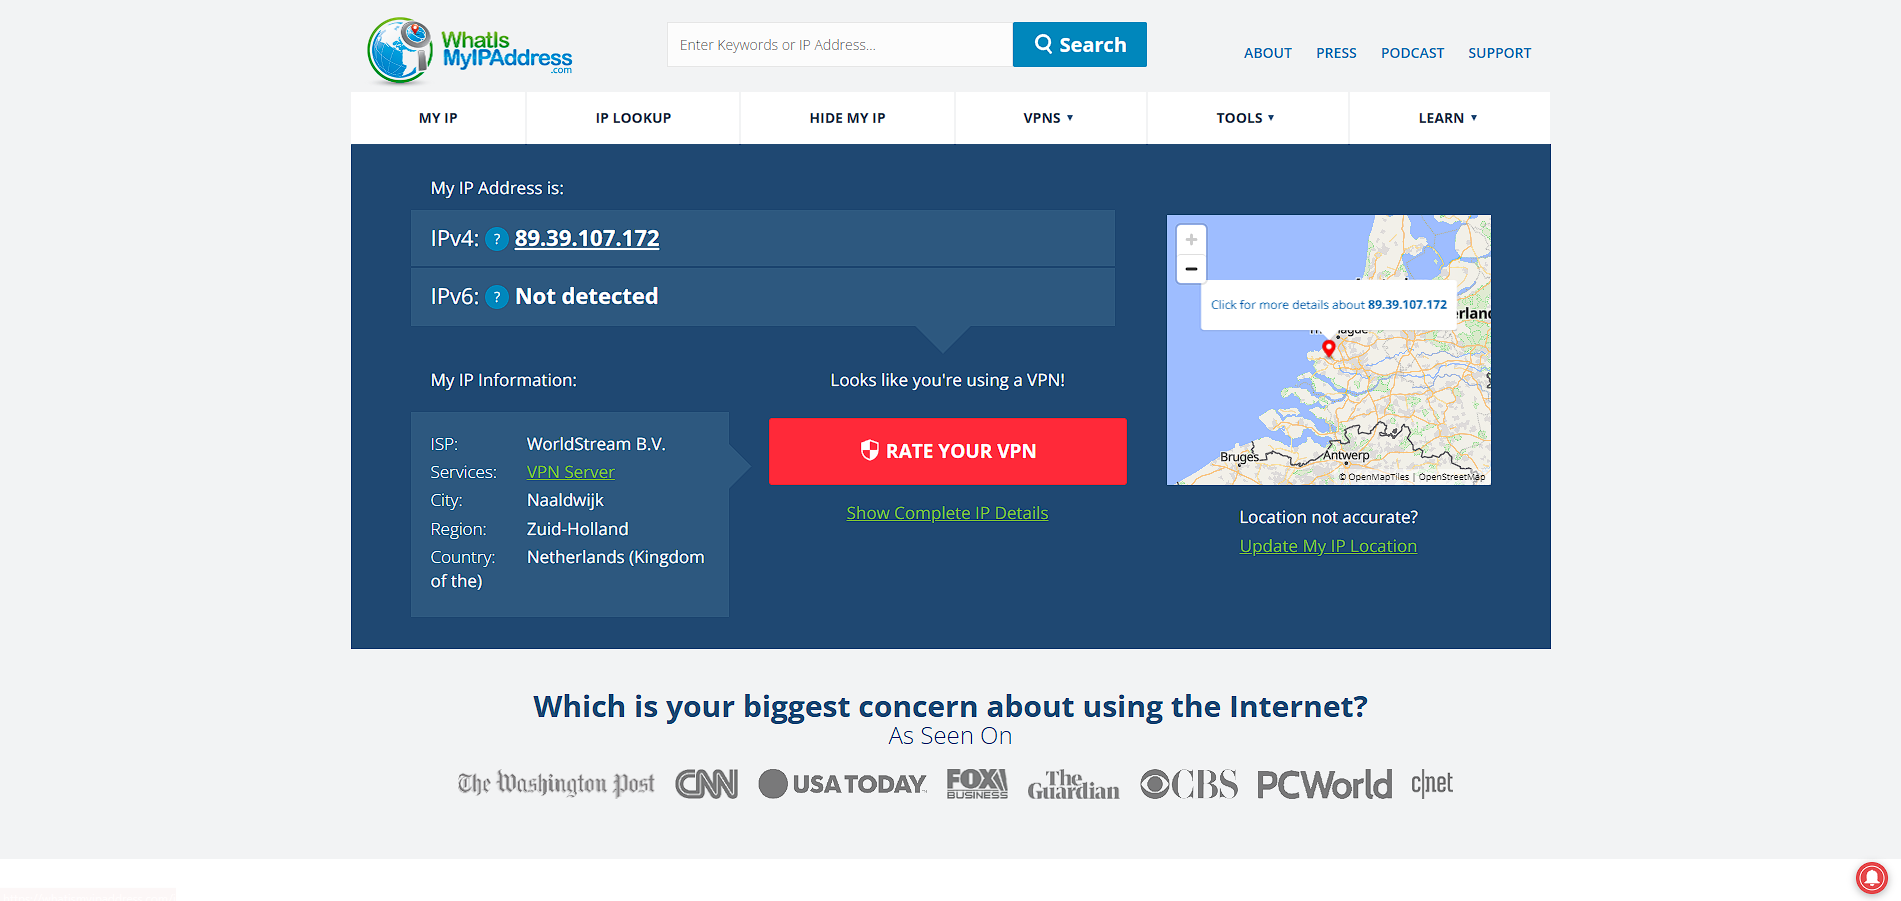 WhatIs
MyIPAddress
.com
Enter Keywords or IP Address...
Search
ABOUT PRESS PODCAST SUPPORT
MY IP IP LOOKUP HIDE MY IP VPNS ▼ TOOLS ▼ LEARN ▼
My IP Address is:
IPv4: ? 89.39.107.172
IPv6: ? Not detected
My IP Information:
ISP: WorldStream B.V.
Services: VPN Server
City: Naaldwijk
Region: Zuid-Holland
Country: Netherlands (Kingdom
of the)
Looks like you're using a VPN!
RATE YOUR VPN
Show Complete IP Details
+
−
Click for more details about 89.39.107.172
Bruges
Antwerp
© OpenMapTiles | OpenStreetMap
Location not accurate?
Update My IP Location
Which is your biggest concern about using the Internet?
As Seen On
The Washington Post CNN USA TODAY FOX BUSINESS The Guardian CBS PCWorld c|net